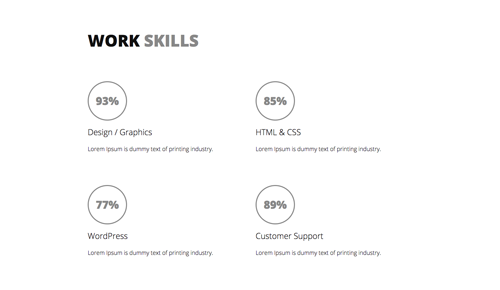 WORK SKILLS
93%
Design / Graphics
Lorem Ipsum is dummy text of printing industry.
85%
HTML & CSS
Lorem Ipsum is dummy text of printing industry.
77%
WordPress
Lorem Ipsum is dummy text of printing industry.
89%
Customer Support
Lorem Ipsum is dummy text of printing industry.